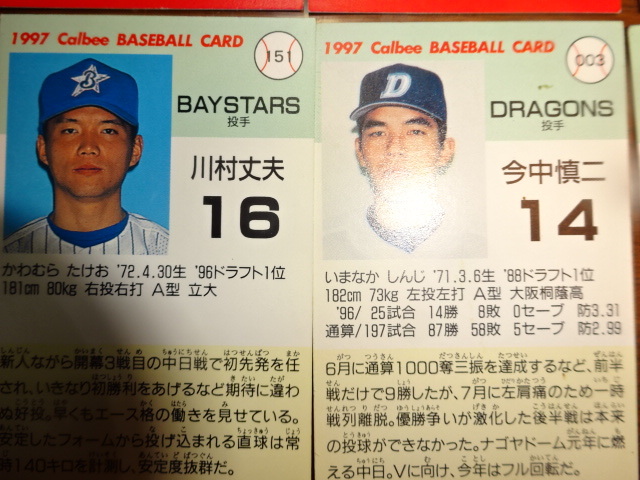 1997 Calbee BASEBALL CARD
151
BAYSTARS
投手
川村丈夫
16
かわむら たけお '72.4.30生 '96ドラフト1位
181cm 80kg 右投右打 A型 立大
新人ながら開幕3戦目の中日戦で初先発を任
され、いきなり初勝利をあげるなど期待に違わ
ぬ好投。早くもエース格の働きを見せている。
安定したフォームから投げ込まれる直球は常
時140キロを計測し、安定度抜群だ。
1997 Calbee BASEBALL CARD
003
D
DRAGONS
投手
今中慎二
14
いまなか しんじ '71.3.6生 '88ドラフト1位
182cm 73kg 左投左打 A型 大阪桐蔭高
'96/ 25試合 14勝 8敗 0セーブ 防3.31
通算/197試合 87勝 58敗 5セーブ 防2.99
6月に通算1000奪三振を達成するなど、前半
戦だけで9勝したが、7月に左肩痛のため一時
戦列離脱。優勝争いが激化した後半戦は本来
の投球ができなかった。ナゴヤドーム元年に燃
える中日。Vに向け、今年はフル回転だ。